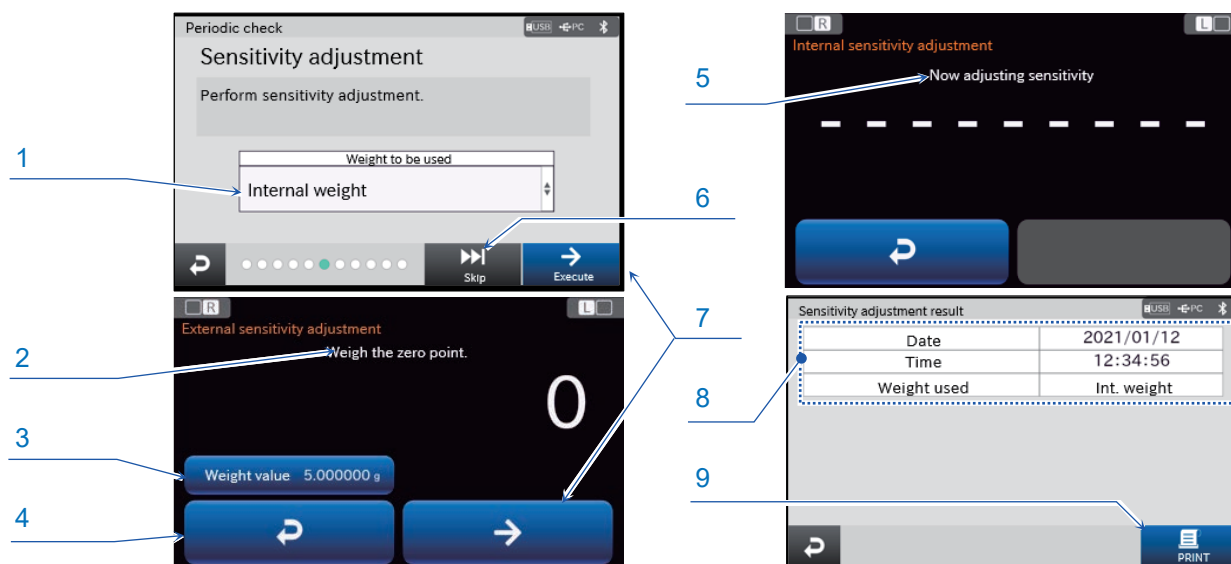 Periodic check
USB PC
Sensitivity adjustment
Perform sensitivity adjustment.
Weight to be used
Internal weight
Skip
Execute
1
R
L
External sensitivity adjustment
Weigh the zero point.
0
Weight value 5.000000 g
2
3
4
R
L
Internal sensitivity adjustment
Now adjusting sensitivity
5
6
7
Sensitivity adjustment result
USB PC
Date 2021/01/12
Time 12:34:56
Weight used Int. weight
PRINT
8
9